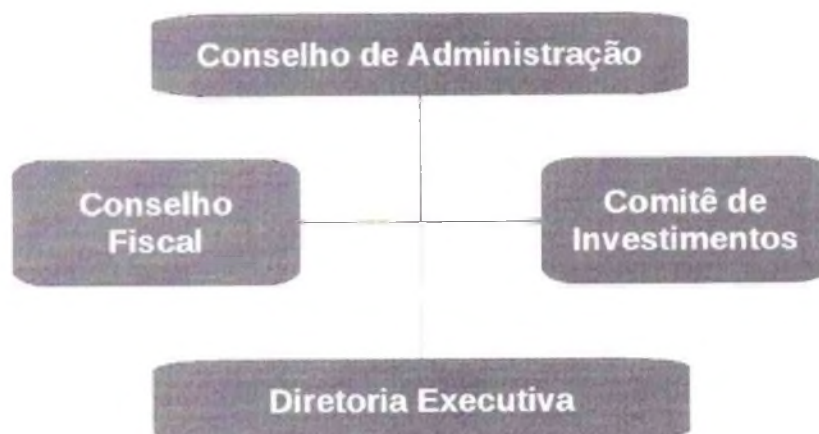 Conselho de Administração
Conselho
Fiscal
Comitê de
Investimentos
Diretoria Executiva